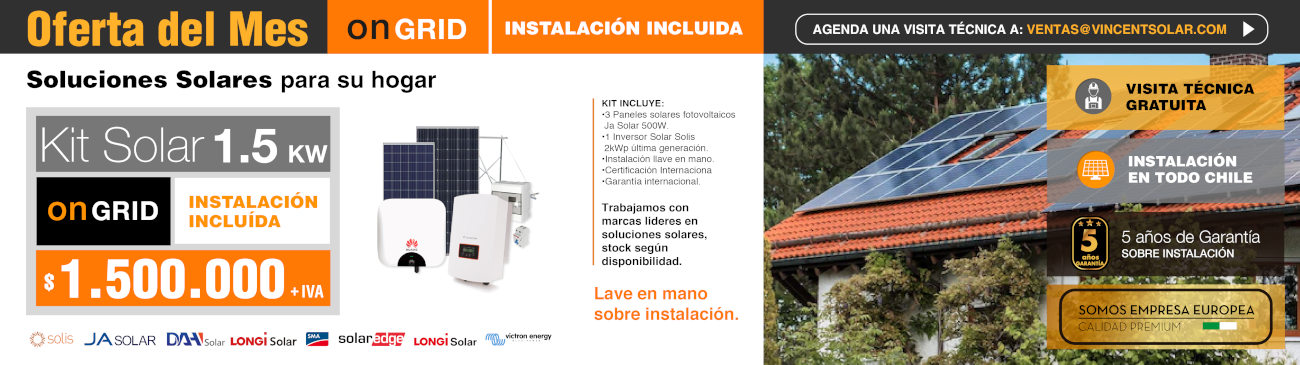 Oferta del Mes
on GRID
INSTALACIÓN INCLUIDA
AGENDA UNA VISITA TÉCNICA A: VENTAS@VINCENTSOLAR.COM
Soluciones Solares para su hogar
Kit Solar 1.5 KW
on GRID
INSTALACIÓN
INCLUÍDA
$ 1.500.000 + IVA
HUAWEI
KIT INCLUYE:
•3 Paneles solares fotovoltaicos
Ja Solar 500W.
•1 Inversor Solar Solis
2kWp última generación.
•Instalación llave en mano.
•Certificación Internaciona
•Garantía internacional.
Trabajamos con
marcas lideres en
soluciones solares,
stock según
disponibilidad.
Lave en mano
sobre instalación.
solis
JA SOLAR
DAH Solar
LONGi Solar
SMA
solaredge
LONGi Solar
victron energy
VISITA TÉCNICA
GRATUITA
INSTALACIÓN
EN TODO CHILE
5
años
GARANTÍA
5 años de Garantía
SOBRE INSTALACIÓN
SOMOS EMPRESA EUROPEA
CALIDAD PREMIUM